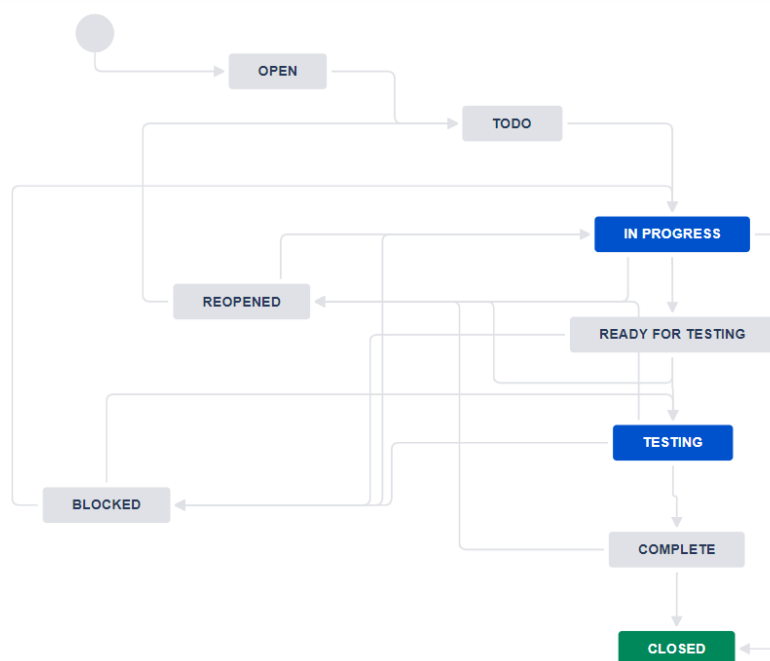 OPEN
TODO
IN PROGRESS
REOPENED
READY FOR TESTING
TESTING
BLOCKED
COMPLETE
CLOSED